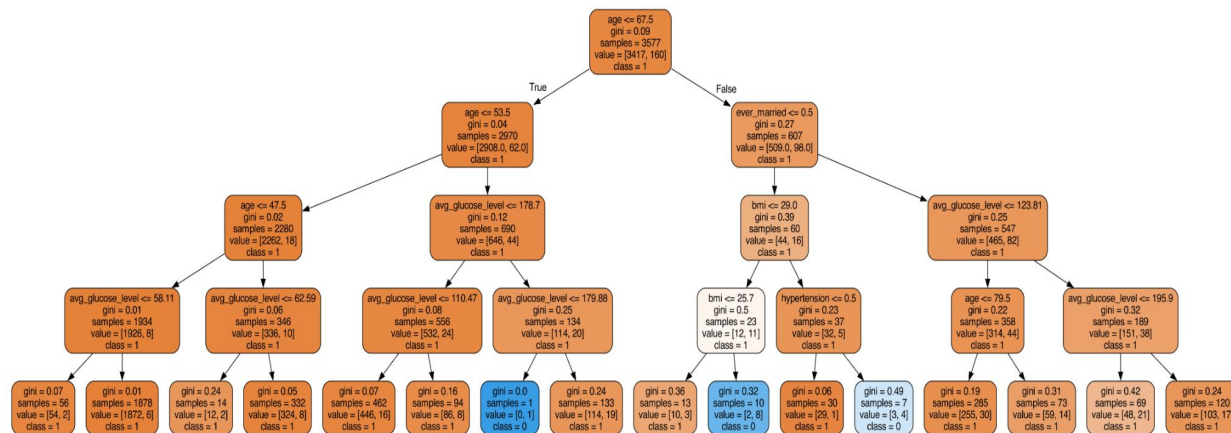 age <= 67.5
gini = 0.09
samples = 3577
value = [3417, 160]
class = 1
True
False
age <= 53.5
gini = 0.04
samples = 2970
value = [2908.0, 62.0]
class = 1
ever_married <= 0.5
gini = 0.27
samples = 607
value = [509.0, 98.0]
class = 1
age <= 47.5
gini = 0.02
samples = 2280
value = [2262, 18]
class = 1
avg_glucose_level <= 178.7
gini = 0.12
samples = 690
value = [646, 44]
class = 1
bmi <= 29.0
gini = 0.39
samples = 60
value = [44, 16]
class = 1
avg_glucose_level <= 123.81
gini = 0.25
samples = 547
value = [465, 82]
class = 1
avg_glucose_level <= 58.11
gini = 0.01
samples = 1934
value = [1926, 8]
class = 1
avg_glucose_level <= 62.59
gini = 0.06
samples = 346
value = [336, 10]
class = 1
avg_glucose_level <= 110.47
gini = 0.08
samples = 556
value = [532, 24]
class = 1
avg_glucose_level <= 179.88
gini = 0.25
samples = 134
value = [114, 20]
class = 1
bmi <= 25.7
gini = 0.5
samples = 23
value = [12, 11]
class = 1
hypertension <= 0.5
gini = 0.23
samples = 37
value = [32, 5]
class = 1
age <= 79.5
gini = 0.22
samples = 358
value = [314, 44]
class = 1
avg_glucose_level <= 195.9
gini = 0.32
samples = 189
value = [151, 38]
class = 1
gini = 0.07
samples = 56
value = [54, 2]
class = 1
gini = 0.01
samples = 1878
value = [1872, 6]
class = 1
gini = 0.24
samples = 14
value = [12, 2]
class = 1
gini = 0.05
samples = 332
value = [324, 8]
class = 1
gini = 0.07
samples = 462
value = [446, 16]
class = 1
gini = 0.16
samples = 94
value = [86, 8]
class = 1
gini = 0.0
samples = 1
value = [0, 1]
class = 0
gini = 0.24
samples = 133
value = [114, 19]
class = 1
gini = 0.36
samples = 13
value = [10, 3]
class = 1
gini = 0.32
samples = 10
value = [2, 8]
class = 0
gini = 0.06
samples = 30
value = [29, 1]
class = 1
gini = 0.49
samples = 7
value = [3, 4]
class = 0
gini = 0.19
samples = 285
value = [255, 30]
class = 1
gini = 0.31
samples = 73
value = [59, 14]
class = 1
gini = 0.42
samples = 69
value = [48, 21]
class = 1
gini = 0.24
samples = 120
value = [103, 17]
class = 1